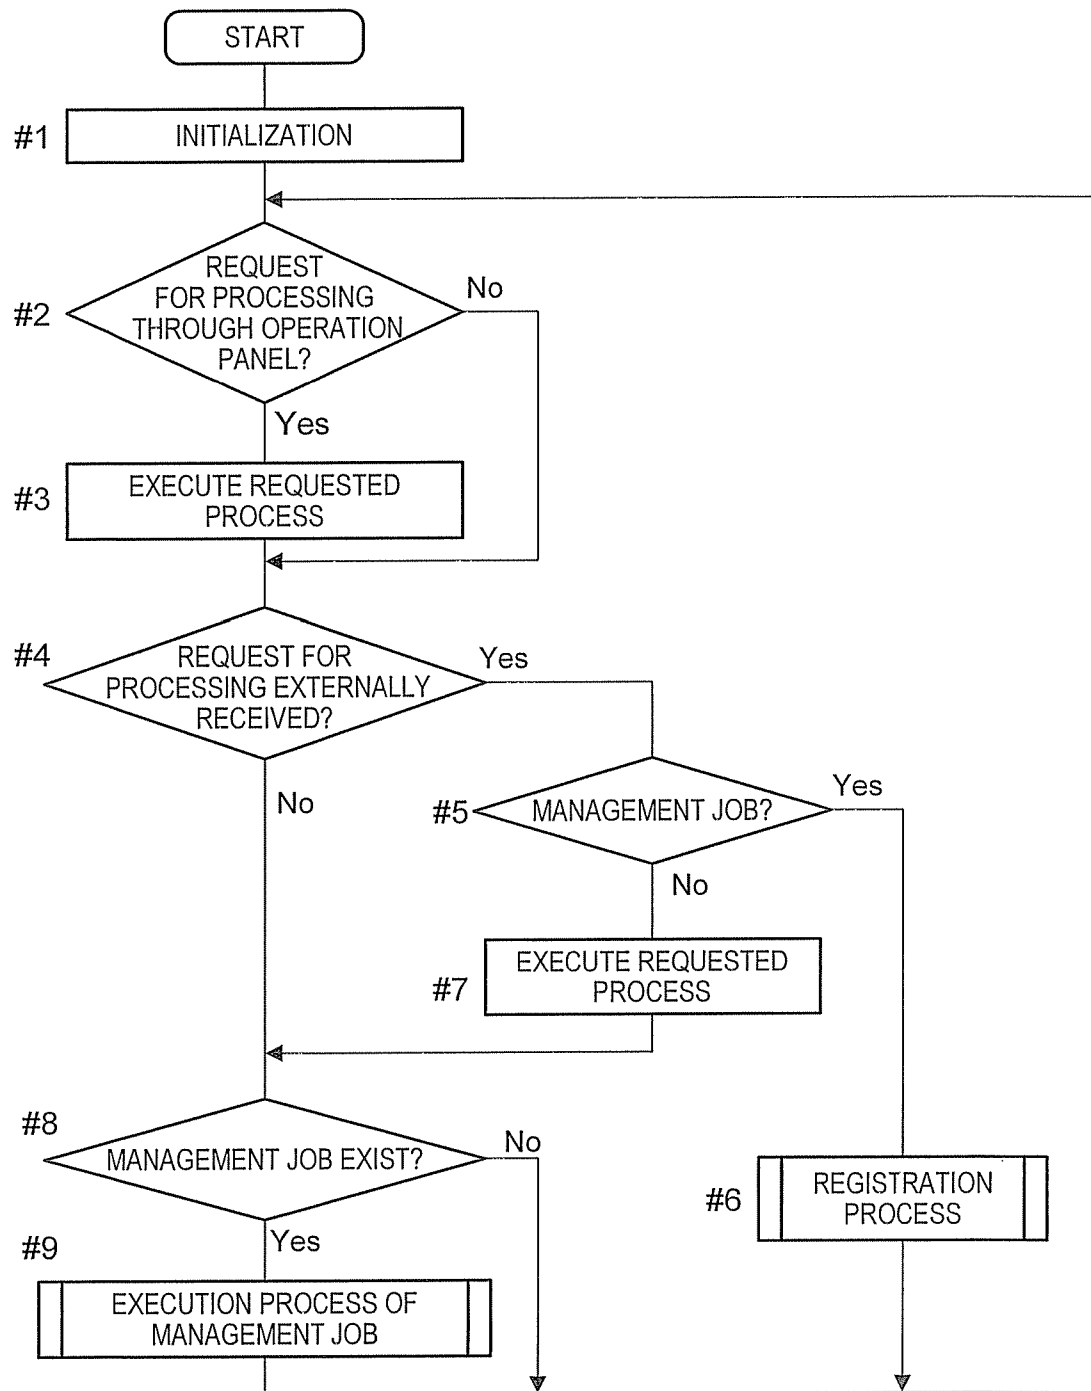 START
#1
INITIALIZATION
#2
REQUEST
FOR PROCESSING
THROUGH OPERATION
PANEL?
No
Yes
#3
EXECUTE REQUESTED
PROCESS
#4
REQUEST FOR
PROCESSING EXTERNALLY
RECEIVED?
Yes
No
#5
MANAGEMENT JOB?
Yes
No
#7
EXECUTE REQUESTED
PROCESS
#8
MANAGEMENT JOB EXIST?
No
Yes
#6
REGISTRATION
PROCESS
#9
EXECUTION PROCESS OF
MANAGEMENT JOB